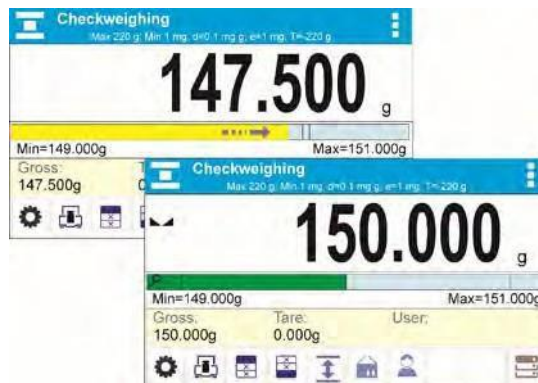 Checkweighing
Max 220 g; Min 1 mg; d=0.1 mg g; e=1 mg; T=-220 g
147.500 g
Min=149.000g Max=151.000g
Gross:
147.500g
Checkweighing
Max 220 g; Min 1 mg; d=0.1 mg g; e=1 mg; T=-220 g
150.000 g
Min=149.000g Max=151.000g
Gross: Tare: User:
150.000g 0.000g